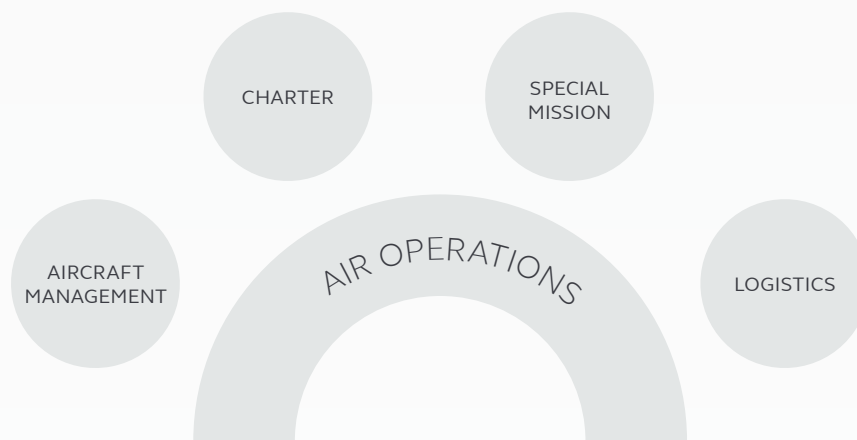 CHARTER
SPECIAL
MISSION
AIR OPERATIONS
AIRCRAFT
MANAGEMENT
LOGISTICS